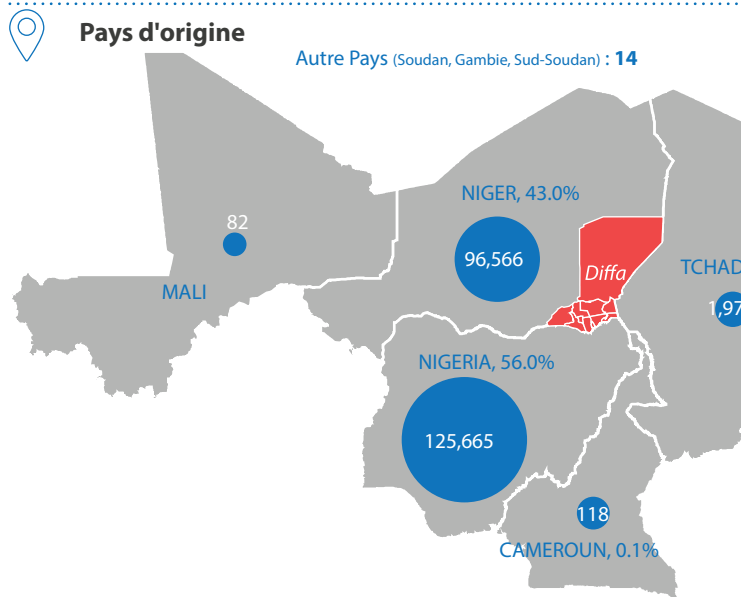 Pays d'origine
Autre Pays (Soudan, Gambie, Sud-Soudan) : 14
NIGER, 43.0%
82
96,566
Diffa
TCHAD
MALI
NIGERIA, 56.0%
125,665
118
CAMEROUN, 0.1%